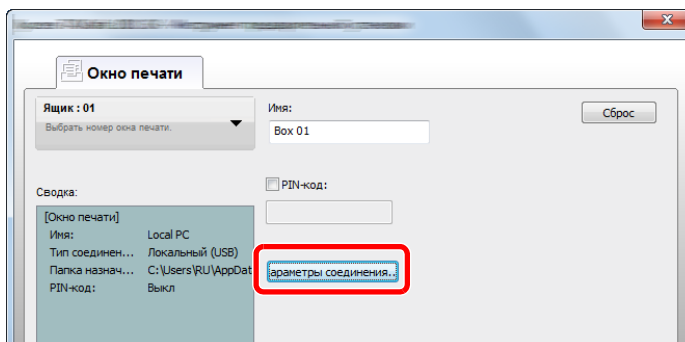 Окно печати
Ящик : 01
Выбрать номер окна печати.
Имя:
Box 01
Сброс
PIN-код:
Сводка:
[Окно печати]
Имя: Local PC
Тип соединен... Локальный (USB)
Папка назнач... C:\Users\RU\AppDat
PIN-код: Выкл
араметры соединения..